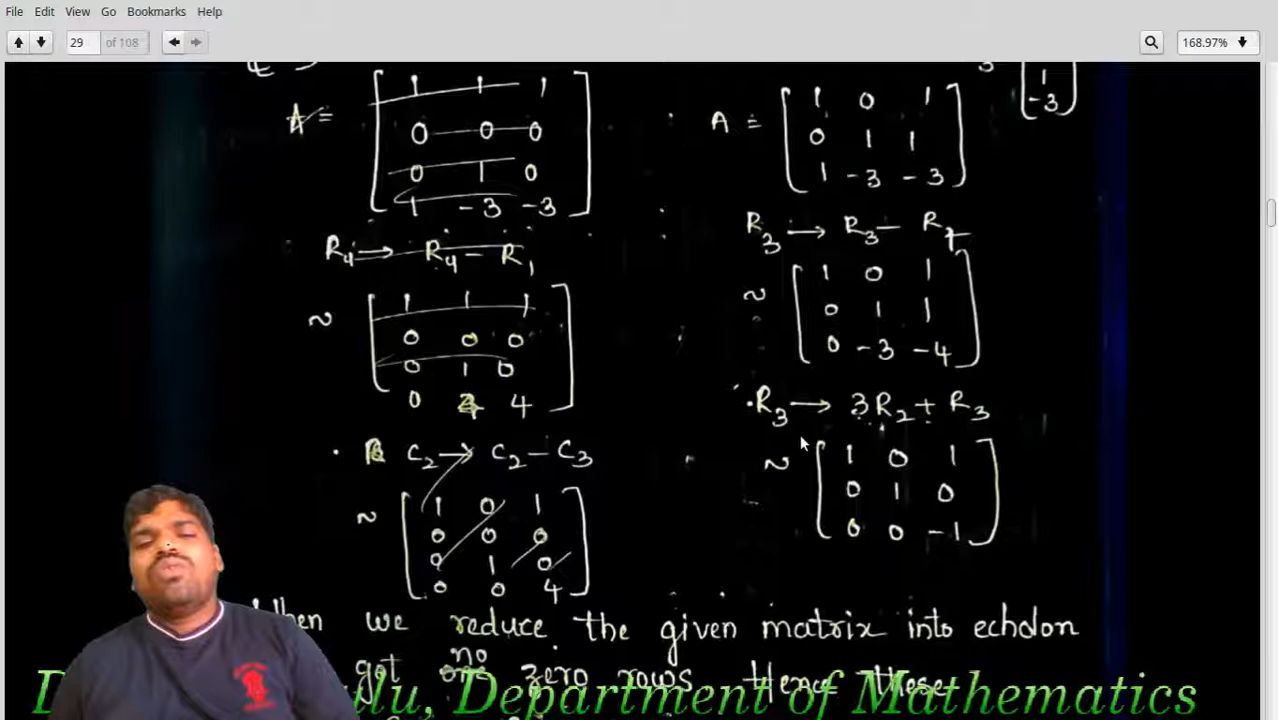 File Edit View Go Bookmarks Help
29 of 108
168.97%
A =
1 1 1
0 0 0
0 1 0
1 -3 -3
R4 → R4 - R1
~
1 1 1
0 0 0
0 1 0
0 4
C2 → C2 - C3
~
1 0 1
0 0 0
0 1 0
0 0 4
1
-3
A =
1 0 1
0 1 1
1 -3 -3
R3 → R3 - R1
~
1 0 1
0 1 1
0 -3 -4
R3 → 3R2 + R3
~
1 0 1
0 1 0
0 0 -1
we reduce the given matrix into echolon
got no zero rows Hence these
Department of Mathematics